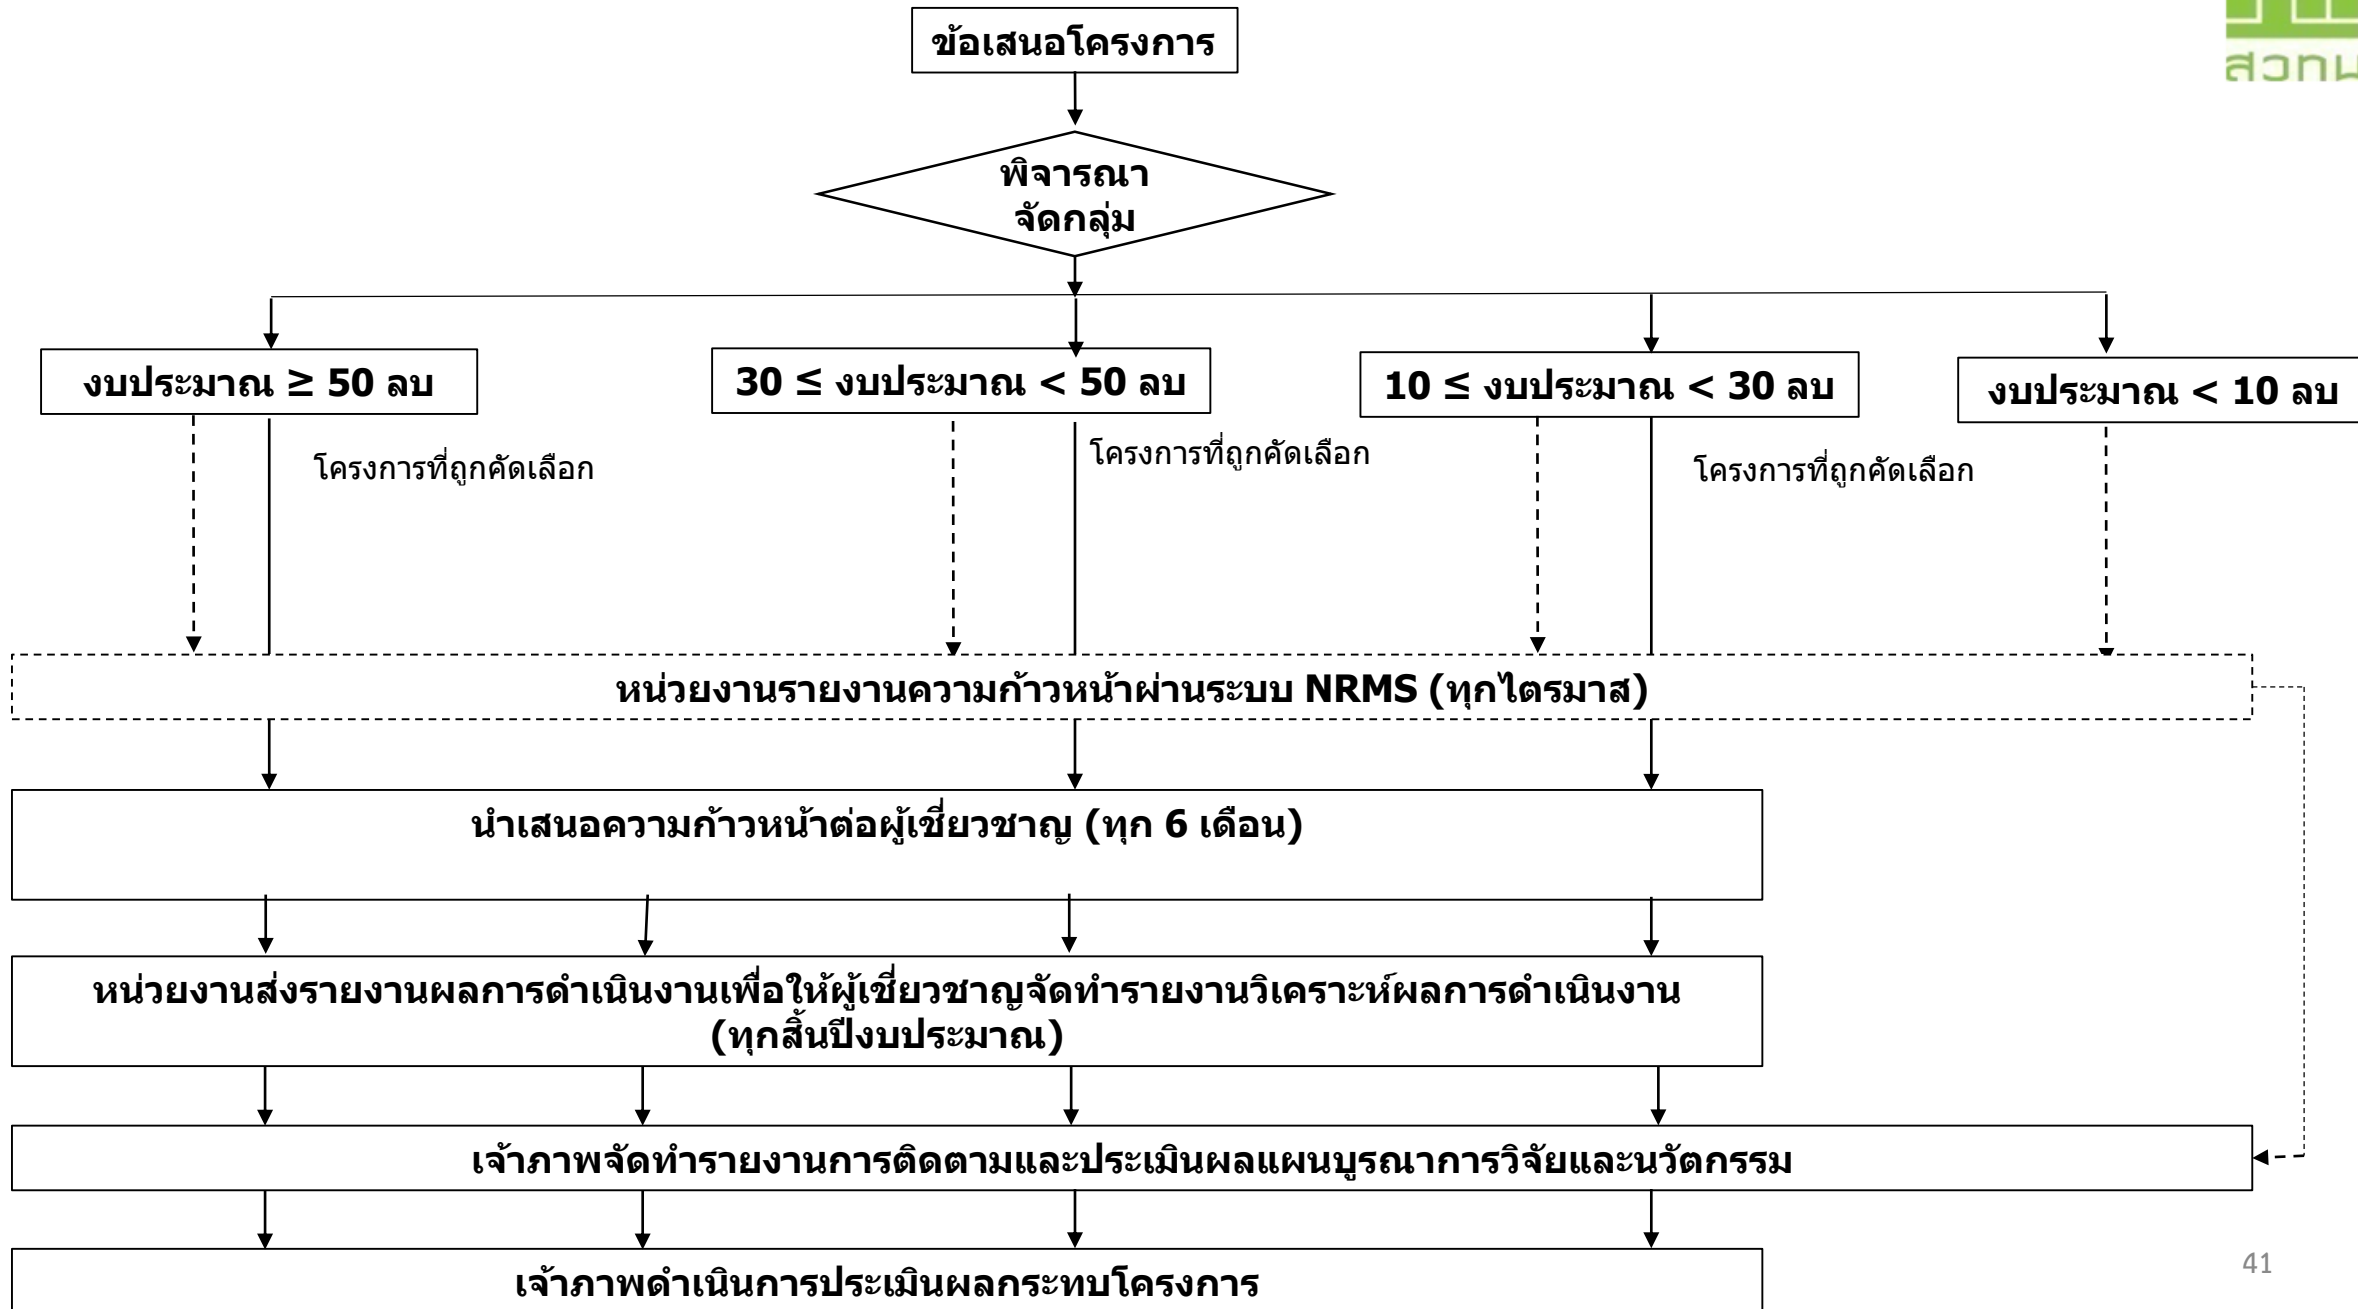 สวทน
ข้อเสนอโครงการ
พิจารณา
จัดกลุ่ม
งบประมาณ ≥ 50 ลบ
30 ≤ งบประมาณ < 50 ลบ
10 ≤ งบประมาณ < 30 ลบ
งบประมาณ < 10 ลบ
โครงการที่ถูกคัดเลือก
โครงการที่ถูกคัดเลือก
โครงการที่ถูกคัดเลือก
หน่วยงานรายงานความก้าวหน้าผ่านระบบ NRMS (ทุกไตรมาส)
นำเสนอความก้าวหน้าต่อผู้เชี่ยวชาญ (ทุก 6 เดือน)
หน่วยงานส่งรายงานผลการดำเนินงานเพื่อให้ผู้เชี่ยวชาญจัดทำรายงานวิเคราะห์ผลการดำเนินงาน
(ทุกสิ้นปีงบประมาณ)
เจ้าภาพจัดทำรายงานการติดตามและประเมินผลแผนบูรณาการวิจัยและนวัตกรรม
เจ้าภาพดำเนินการประเมินผลกระทบโครงการ
41